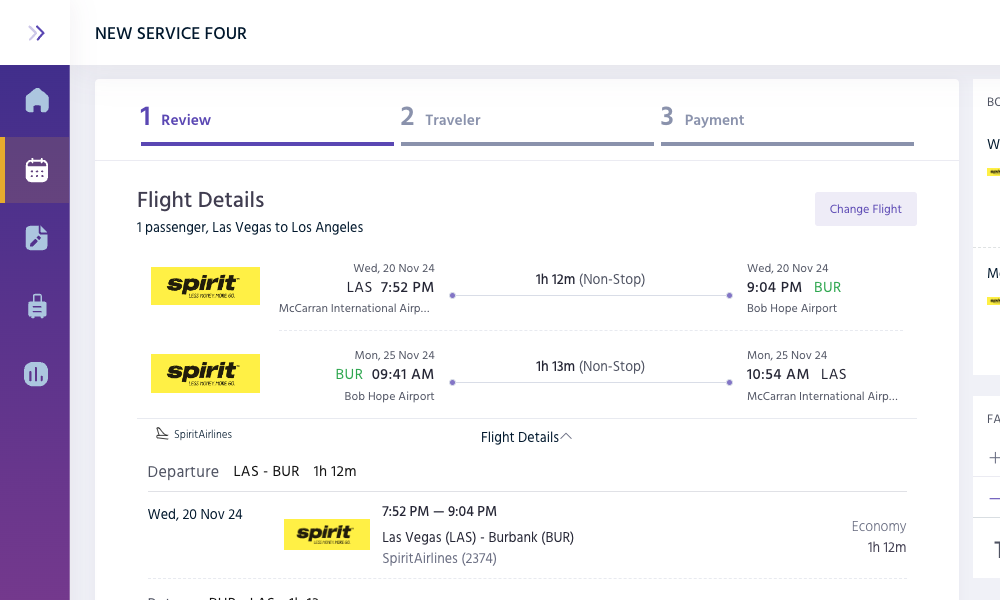 NEW SERVICE FOUR
1 Review
2 Traveler
3 Payment
Flight Details
1 passenger, Las Vegas to Los Angeles
Change Flight
spirit
LESS MONEY. MORE GO.
Wed, 20 Nov 24
LAS 7:52 PM
McCarran International Airp...
1h 12m (Non-Stop)
Wed, 20 Nov 24
9:04 PM BUR
Bob Hope Airport
spirit
LESS MONEY. MORE GO.
Mon, 25 Nov 24
BUR 09:41 AM
Bob Hope Airport
1h 13m (Non-Stop)
Mon, 25 Nov 24
10:54 AM LAS
McCarran International Airp...
SpiritAirlines
Flight Details
Departure LAS - BUR 1h 12m
Wed, 20 Nov 24
spirit
LESS MONEY. MORE GO.
7:52 PM — 9:04 PM
Las Vegas (LAS) - Burbank (BUR)
SpiritAirlines (2374)
Economy
1h 12m